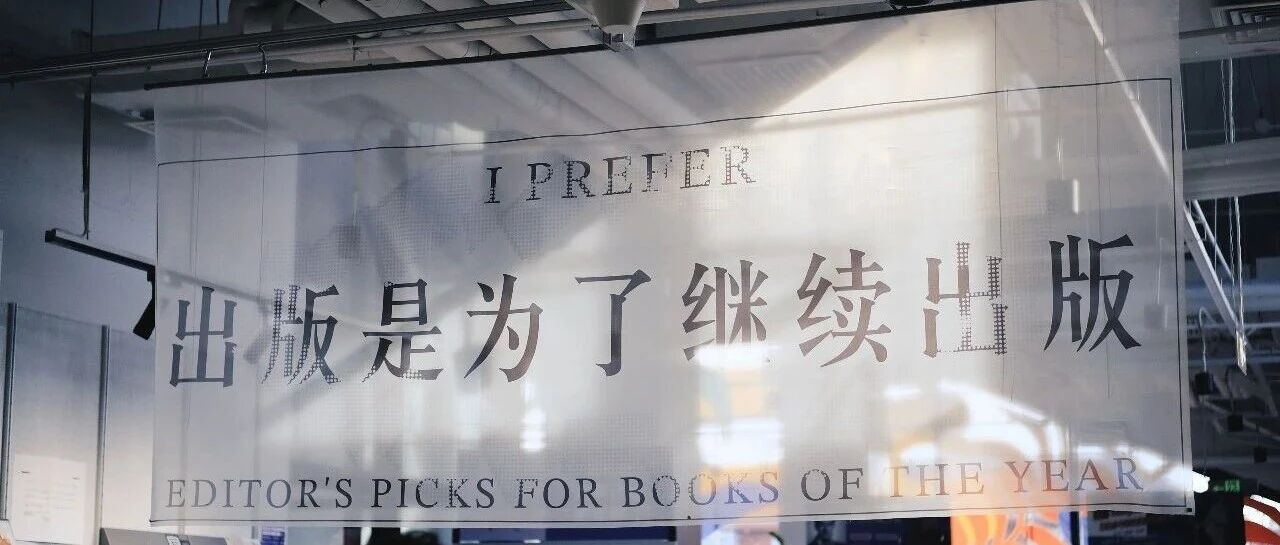 I PREFER
出版是为了继续出版
EDITOR'S PICKS FOR BOOKS OF THE YEAR